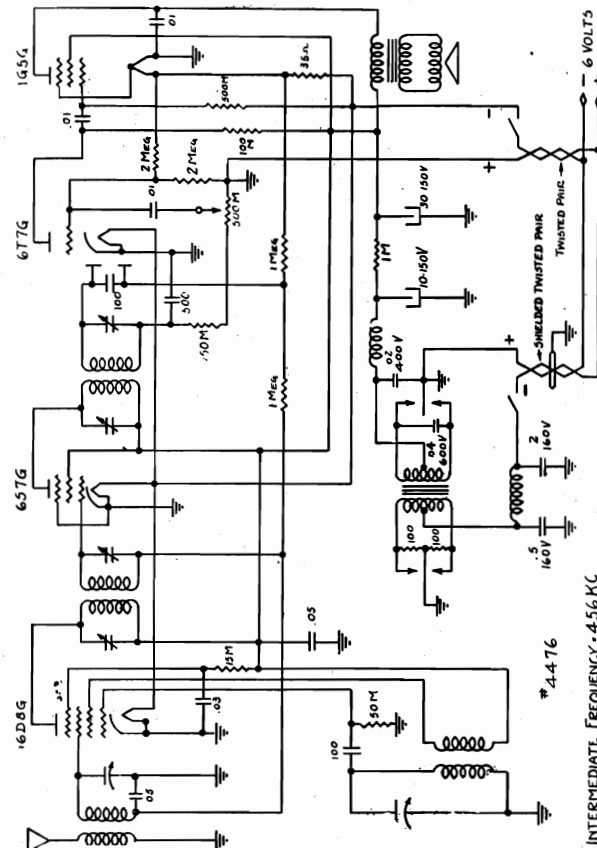 6D8G
6S7G
6T7G
1G5G
.01
.01
100
.01
2 MEG
2 MEG
500M
100
M
36Ω
500
500M
.50M
1 MEG
1 MEG
.05
15M
.03
.05
100
50M
1M
30-150V
10-150V
.02
400V
.04
600V
100
100
.5
160V
2
160V
+
-
SHIELDED TWISTED PAIR
TWISTED PAIR
+
-
- 6 VOLTS
+
#4476
INTERMEDIATE FREQUENCY - 456 KC